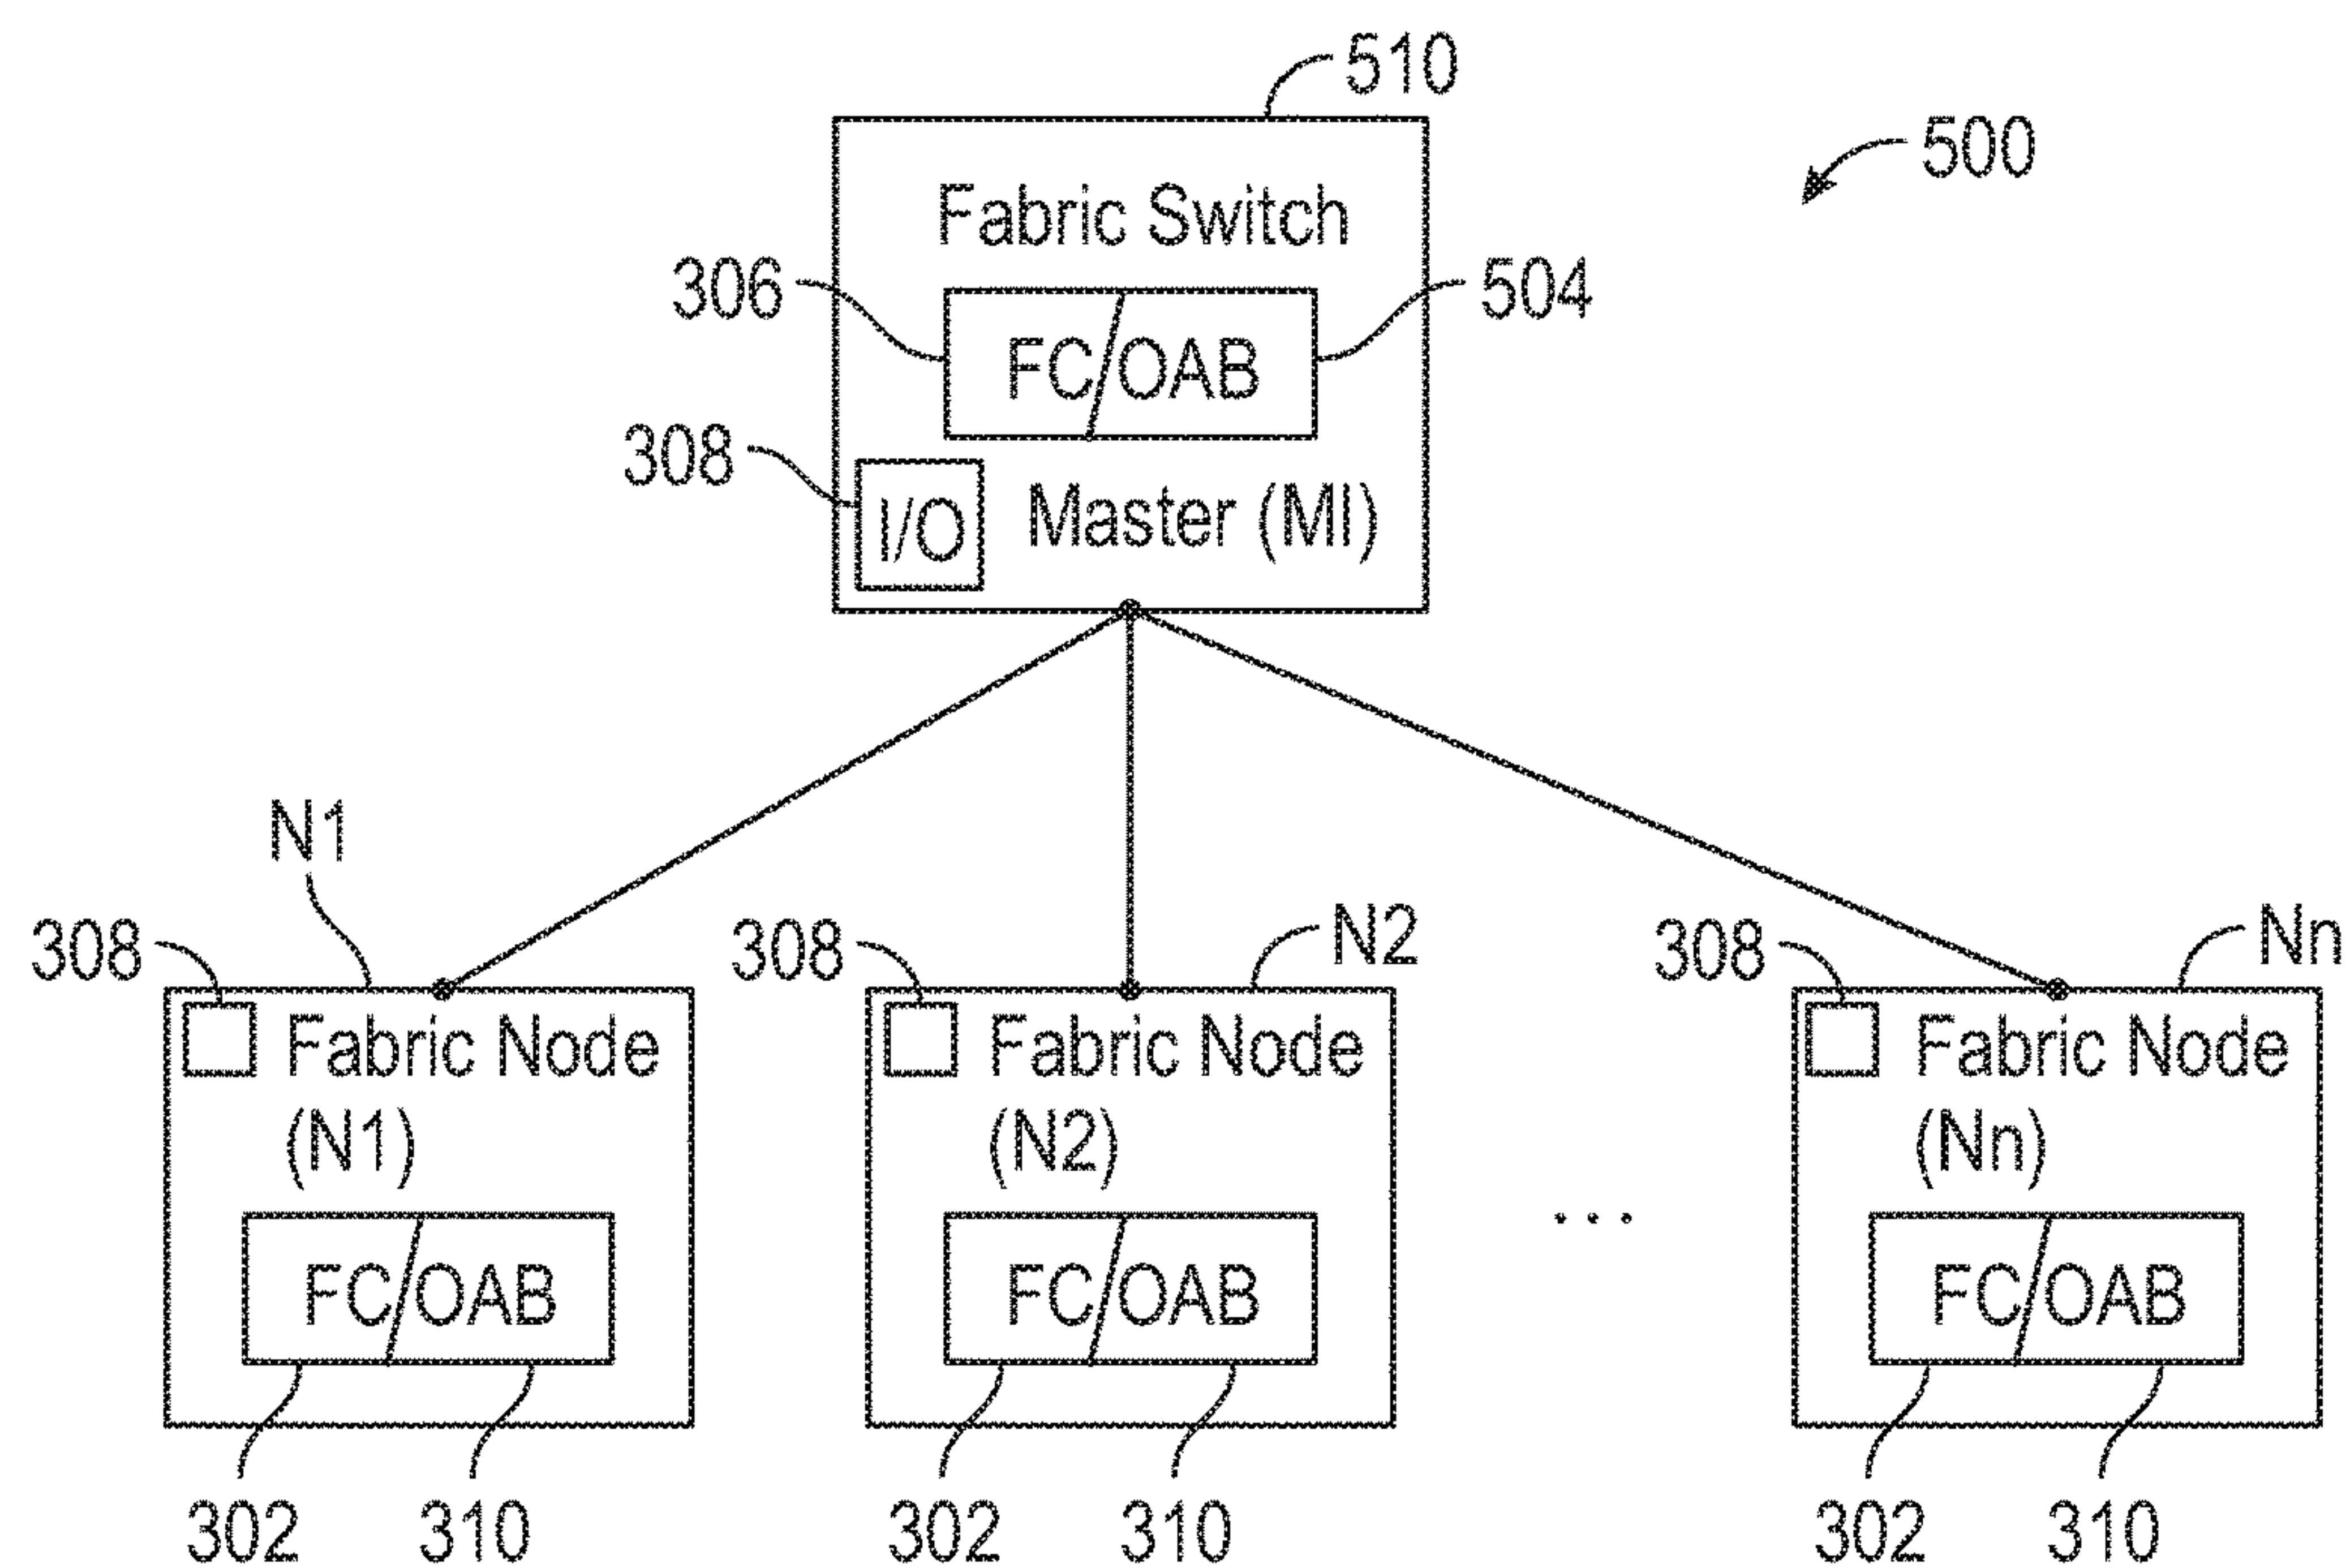 510
500
Fabric Switch
306
504
FC/OAB
308
I/O
Master (MI)
N1
308
308
N2
308
Nn
Fabric Node
(N1)
Fabric Node
(N2)
Fabric Node
(Nn)
FC/OAB
FC/OAB
...
FC/OAB
302
310
302
310
302
310